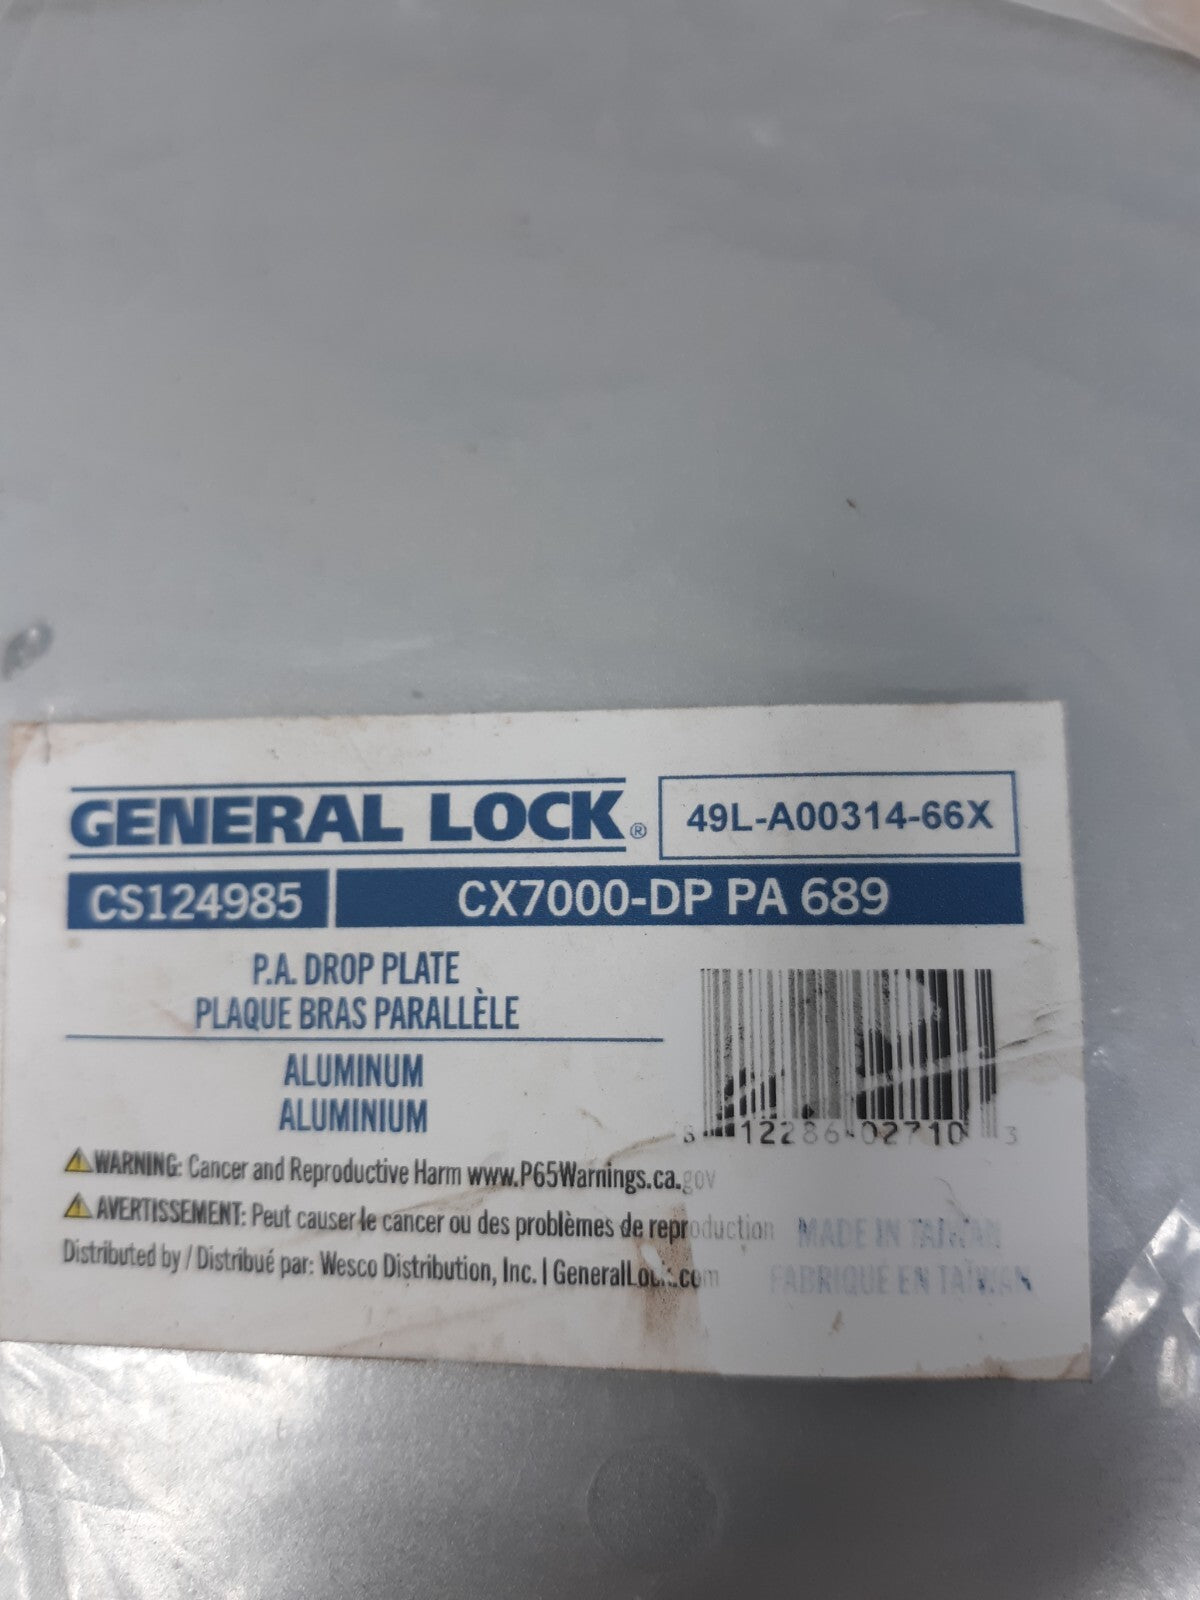 GENERAL LOCK®
49L-A00314-66X
CS124985
CX7000-DP PA 689
P.A. DROP PLATE
PLAQUE BRAS PARALLÈLE
ALUMINUM
ALUMINIUM
12286 02710 3
WARNING: Cancer and Reproductive Harm www.P65Warnings.ca.gov
AVERTISSEMENT: Peut causer le cancer ou des problèmes de reproduction
Distributed by / Distribué par: Wesco Distribution, Inc. | GeneralLock.com
MADE IN TAIWAN
FABRIQUÉ EN TAÏWAN